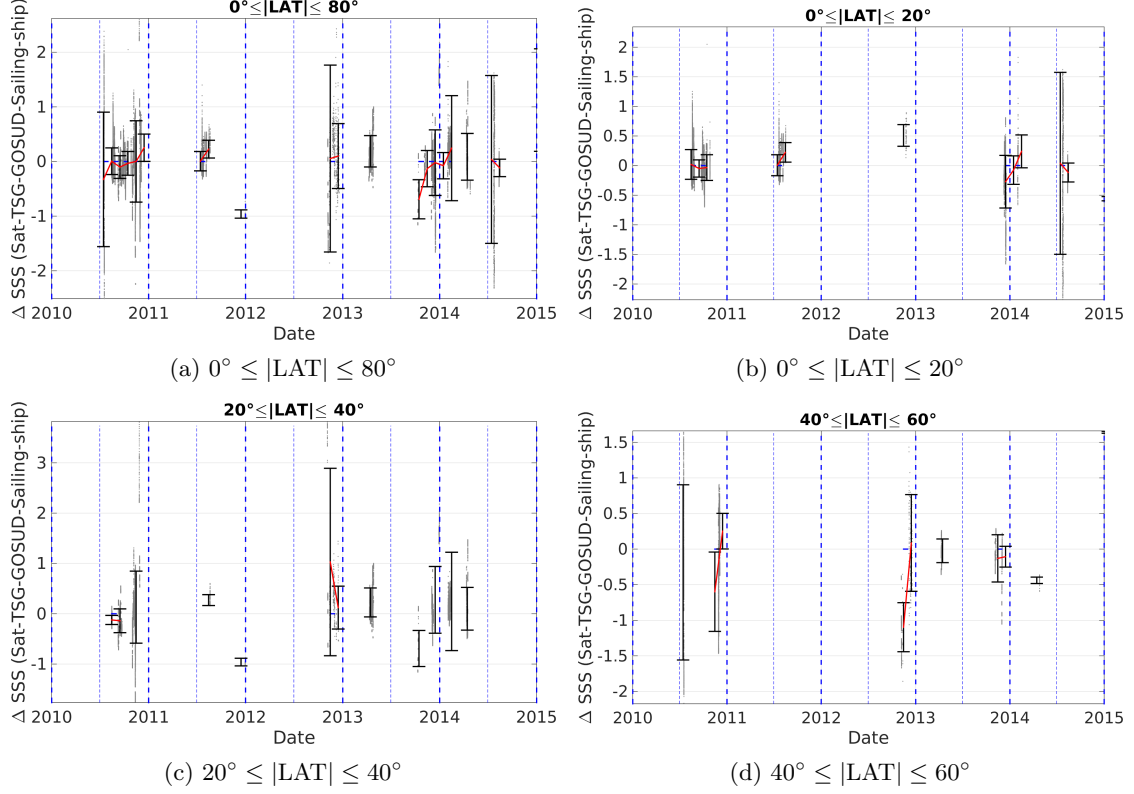 0°≤|LAT|≤ 80°
Δ SSS (Sat-TSG-GOSUD-Sailing-ship)
2
1
0
-1
-2
2010 2011 2012 2013 2014 2015
Date
(a) 0° ≤ |LAT| ≤ 80°
0°≤|LAT|≤ 20°
Δ SSS (Sat-TSG-GOSUD-Sailing-ship)
2
1.5
1
0.5
0
-0.5
-1
-1.5
-2
2010 2011 2012 2013 2014 2015
Date
(b) 0° ≤ |LAT| ≤ 20°
20°≤|LAT|≤ 40°
Δ SSS (Sat-TSG-GOSUD-Sailing-ship)
3
2
1
0
-1
2010 2011 2012 2013 2014 2015
Date
(c) 20° ≤ |LAT| ≤ 40°
40°≤|LAT|≤ 60°
Δ SSS (Sat-TSG-GOSUD-Sailing-ship)
1.5
1
0.5
0
-0.5
-1
-1.5
-2
2010 2011 2012 2013 2014 2015
Date
(d) 40° ≤ |LAT| ≤ 60°